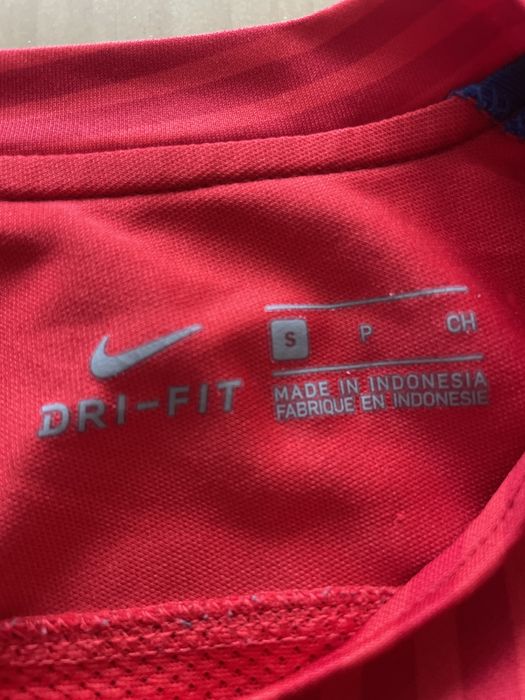 S P CH
DRI-FIT
MADE IN INDONESIA
FABRIQUE EN INDONESIE